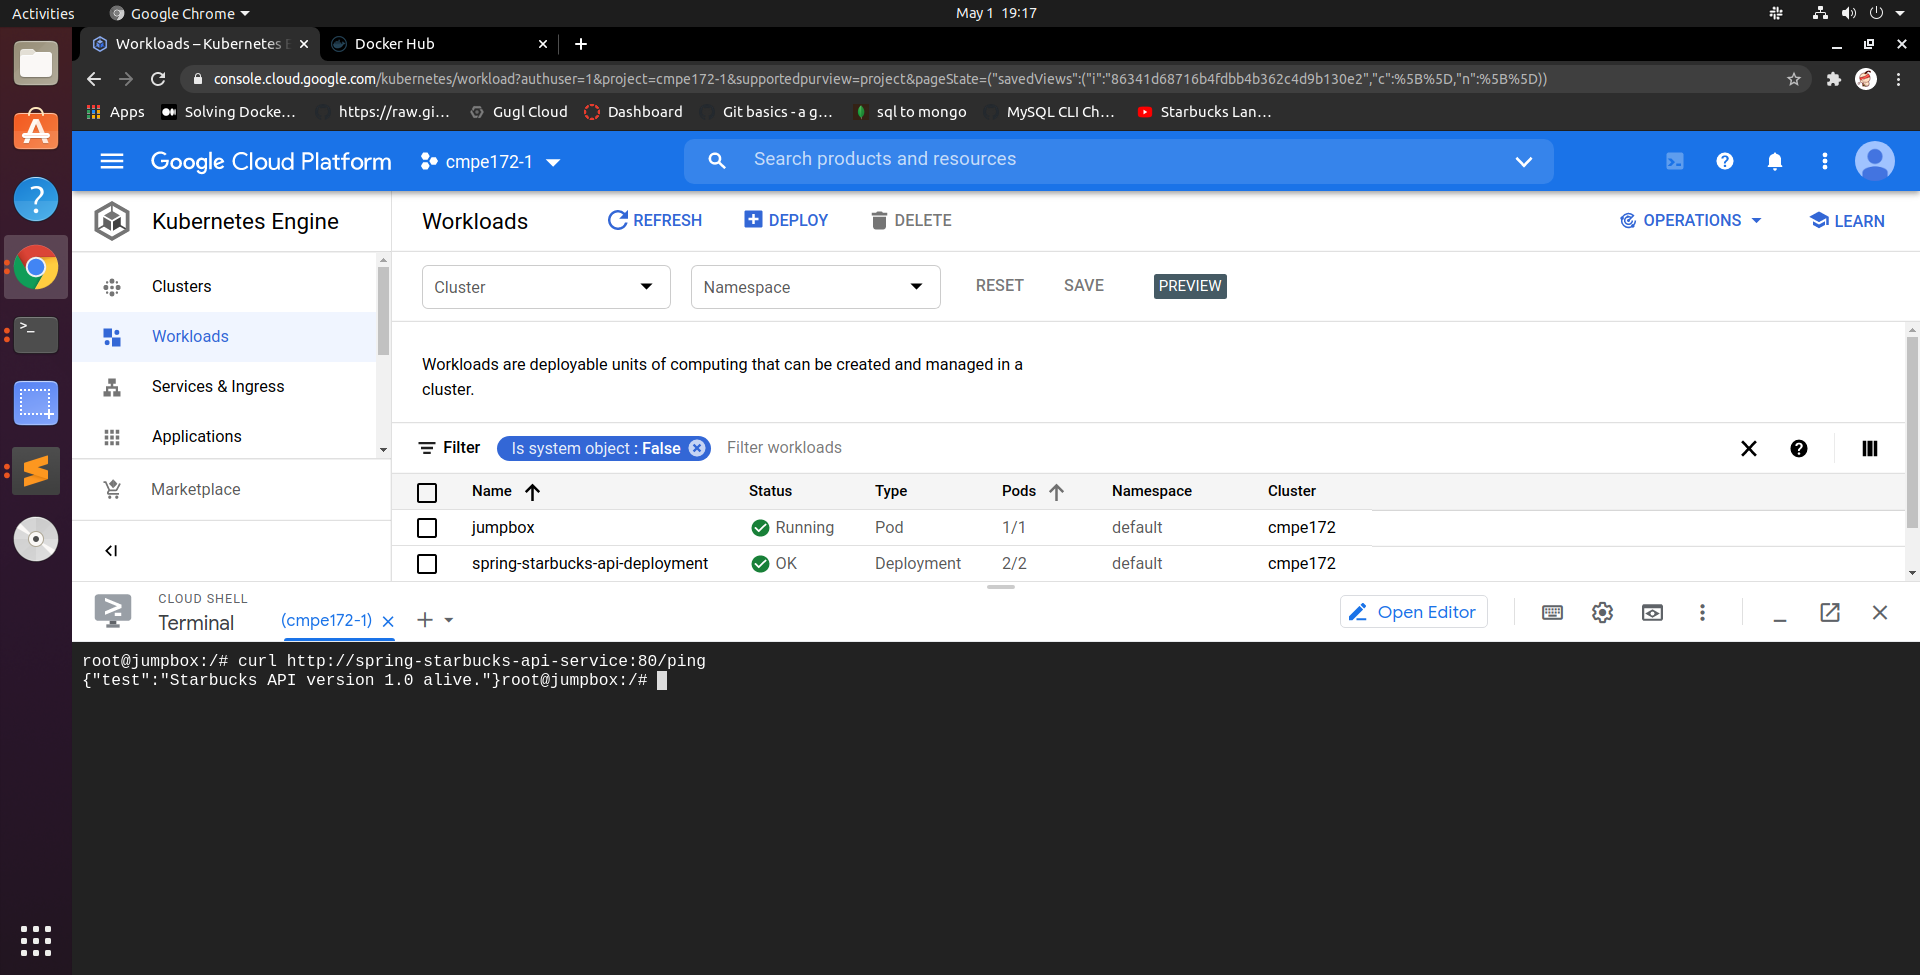 Activities
Google Chrome
May 1 19:17
Workloads – Kubernetes E
Docker Hub
console.cloud.google.com/kubernetes/workload?authuser=1&project=cmpe172-1&supportedpurview=project&pageState=("savedViews":("i":"86341d68716b4fdbb4b362c4d9b130e2","c":%5B%5D,"n":%5B%5D))
Apps
Solving Docke...
https://raw.gi...
Gugl Cloud
Dashboard
Git basics - a g...
sql to mongo
MySQL CLI Ch...
Starbucks Lan...
Google Cloud Platform
cmpe172-1
Search products and resources
Kubernetes Engine
Workloads
REFRESH
DEPLOY
DELETE
OPERATIONS
LEARN
Clusters
Workloads
Services & Ingress
Applications
Marketplace
Cluster
Namespace
RESET
SAVE
PREVIEW
Workloads are deployable units of computing that can be created and managed in a
cluster.
Filter
Is system object : False
Filter workloads
Name Status Type Pods Namespace Cluster
jumpbox Running Pod 1/1 default cmpe172
spring-starbucks-api-deployment OK Deployment 2/2 default cmpe172
CLOUD SHELL
Terminal
(cmpe172-1)
Open Editor
root@jumpbox:/# curl http://spring-starbucks-api-service:80/ping
{"test":"Starbucks API version 1.0 alive."}root@jumpbox:/#